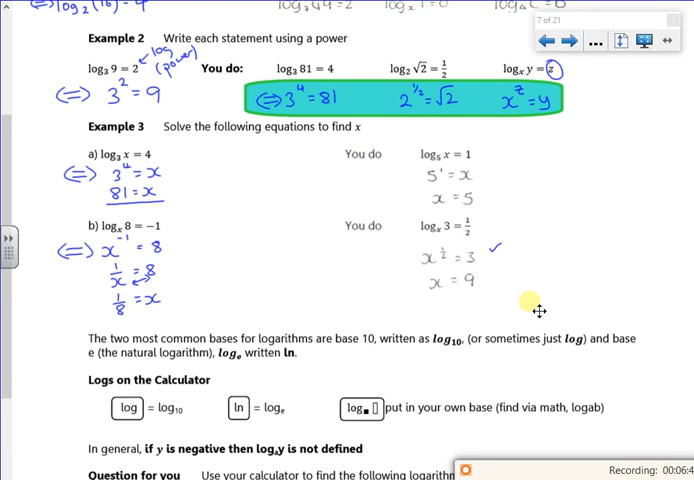 ⟺ log₂(16) = 4
log₇49 = 2
7 of 21
Example 2 Write each statement using a power
log (power)
log₃ 9 = 2 You do: log₃ 81 = 4 log₂ √2 = 1/2 logₓ y = z
⟺ 3² = 9 ⟺ 3⁴ = 81 2^(1/2) = √2 x^z = y
Example 3 Solve the following equations to find x
a) log₃ x = 4 You do log₅ x = 1
⟺ 3⁴ = x 5¹ = x
81 = x x = 5
b) logₓ 8 = −1 You do logₓ 3 = 1/2
⟺ x⁻¹ = 8 x^(1/2) = 3 ✓
1/x = 8 x = 9
1/8 = x
The two most common bases for logarithms are base 10, written as log₁₀, (or sometimes just log) and base
e (the natural logarithm), logₑ written ln.
Logs on the Calculator
log = log₁₀ ln = logₑ log■ ▯ put in your own base (find via math, logab)
In general, if y is negative then logₐy is not defined
Question for you Use your calculator to find the following logarithm
Recording: 00:06:4